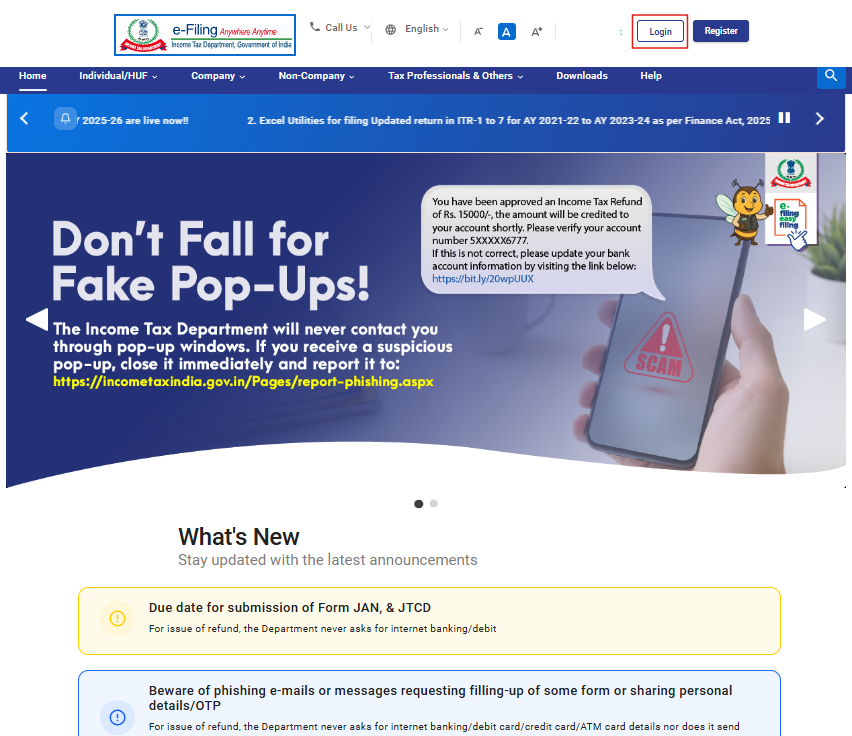 e-Filing Anywhere Anytime
Income Tax Department, Government of India
Call Us
English
A-
A
A+
:
Login
Register
Home
Individual/HUF
Company
Non-Company
Tax Professionals & Others
Downloads
Help
Y 2025-26 are live now!!
2. Excel Utilities for filing Updated return in ITR-1 to 7 for AY 2021-22 to AY 2023-24 as per Finance Act, 2025
Don't Fall for
Fake Pop-Ups!
The Income Tax Department will never contact you
through pop-up windows. If you receive a suspicious
pop-up, close it immediately and report it to:
https://incometaxindia.gov.in/Pages/report-phishing.aspx
You have been approved an Income Tax Refund
of Rs. 15000/-, the amount will be credited to
your account shortly. Please verify your account
number 5XXXXX6777.
If this is not correct, please update your bank
account information by visiting the link below:
https://bit.ly/20wpUUX
SCAM
e-
filing
easy
filing
What's New
Stay updated with the latest announcements
Due date for submission of Form JAN, & JTCD
For issue of refund, the Department never asks for internet banking/debit
Beware of phishing e-mails or messages requesting filling-up of some form or sharing personal
details/OTP
For issue of refund, the Department never asks for internet banking/debit card/credit card/ATM card details nor does it send